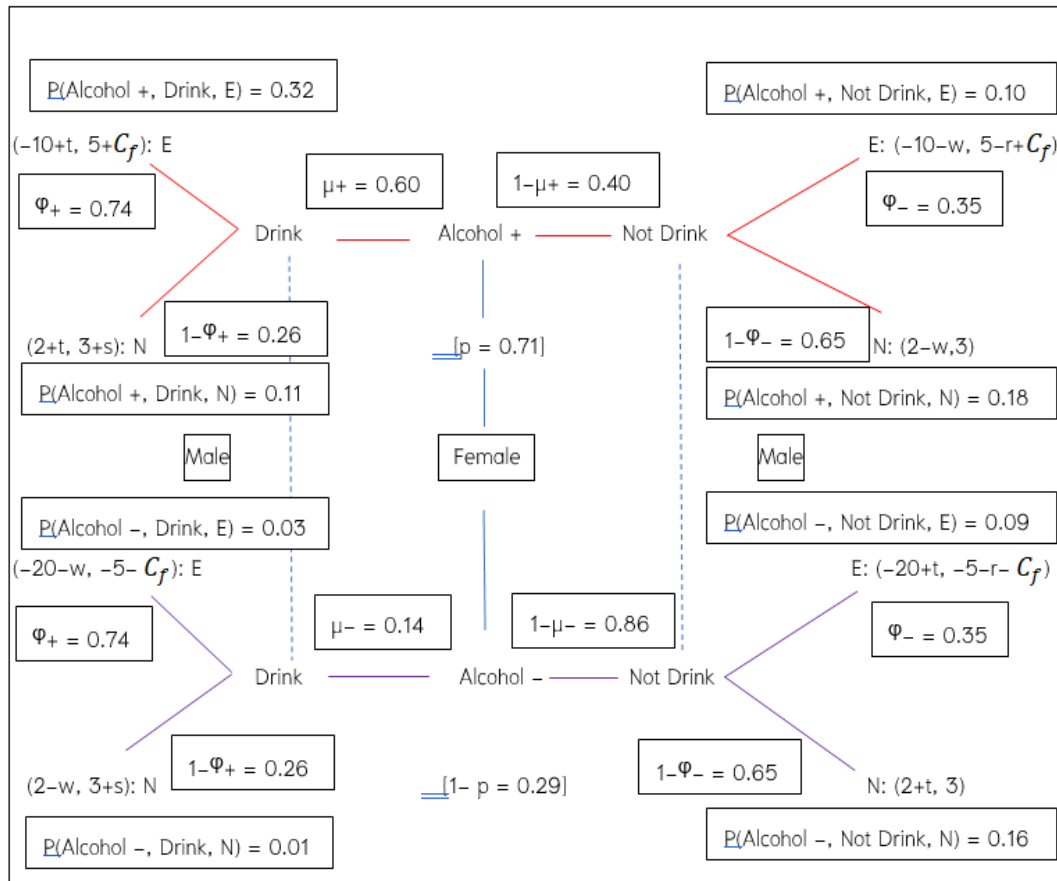 P(Alcohol +, Drink, E) = 0.32
P(Alcohol +, Not Drink, E) = 0.10
(-10+t, 5+C_f): E
E: (-10-w, 5-r+C_f)
μ+ = 0.60
1-μ+ = 0.40
φ+ = 0.74
φ- = 0.35
Drink
Alcohol +
Not Drink
1-φ+ = 0.26
1-φ- = 0.65
(2+t, 3+s): N
[p = 0.71]
N: (2-w,3)
P(Alcohol +, Drink, N) = 0.11
P(Alcohol +, Not Drink, N) = 0.18
Male
Female
Male
P(Alcohol -, Drink, E) = 0.03
P(Alcohol -, Not Drink, E) = 0.09
(-20-w, -5- C_f): E
E: (-20+t, -5-r- C_f)
φ+ = 0.74
μ- = 0.14
1-μ- = 0.86
φ- = 0.35
Drink
Alcohol -
Not Drink
1-φ+ = 0.26
1-φ- = 0.65
(2-w, 3+s): N
[1- p = 0.29]
N: (2+t, 3)
P(Alcohol -, Drink, N) = 0.01
P(Alcohol -, Not Drink, N) = 0.16